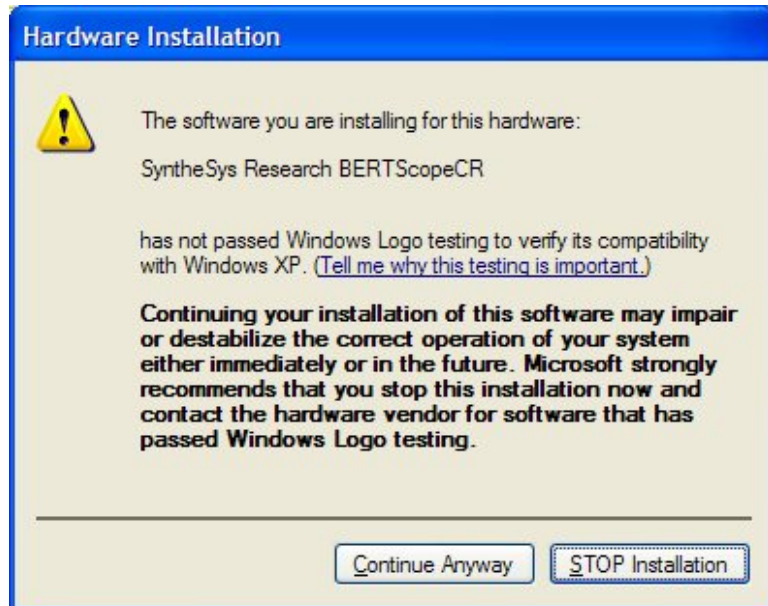 Hardware Installation
The software you are installing for this hardware:
SyntheSys Research BERTScopeCR
has not passed Windows Logo testing to verify its compatibility
with Windows XP. (Tell me why this testing is important.)
Continuing your installation of this software may impair
or destabilize the correct operation of your system
either immediately or in the future. Microsoft strongly
recommends that you stop this installation now and
contact the hardware vendor for software that has
passed Windows Logo testing.
Continue Anyway
STOP Installation